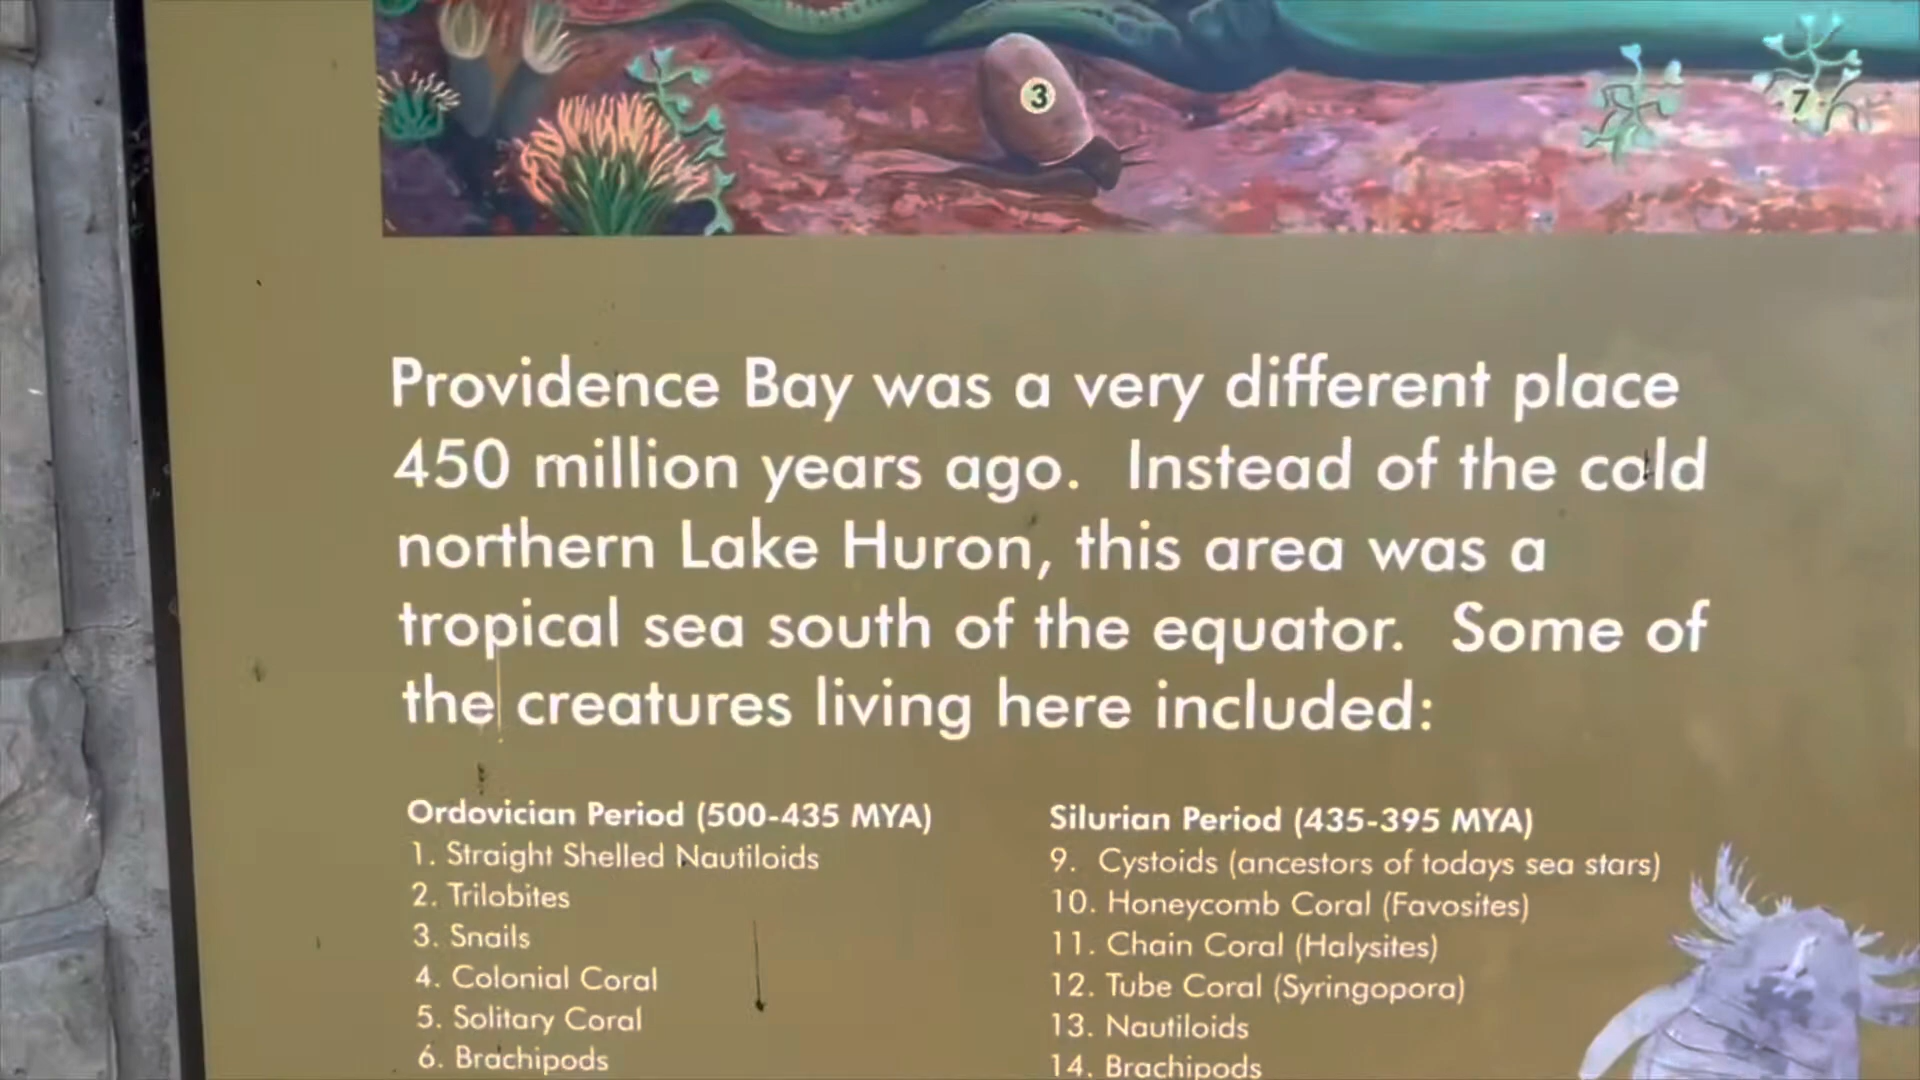 3
7
Providence Bay was a very different place
450 million years ago. Instead of the cold
northern Lake Huron, this area was a
tropical sea south of the equator. Some of
the creatures living here included:
Ordovician Period (500-435 MYA)
1. Straight Shelled Nautiloids
2. Trilobites
3. Snails
4. Colonial Coral
5. Solitary Coral
6. Brachipods
Silurian Period (435-395 MYA)
9. Cystoids (ancestors of todays sea stars)
10. Honeycomb Coral (Favosites)
11. Chain Coral (Halysites)
12. Tube Coral (Syringopora)
13. Nautiloids
14. Brachipods